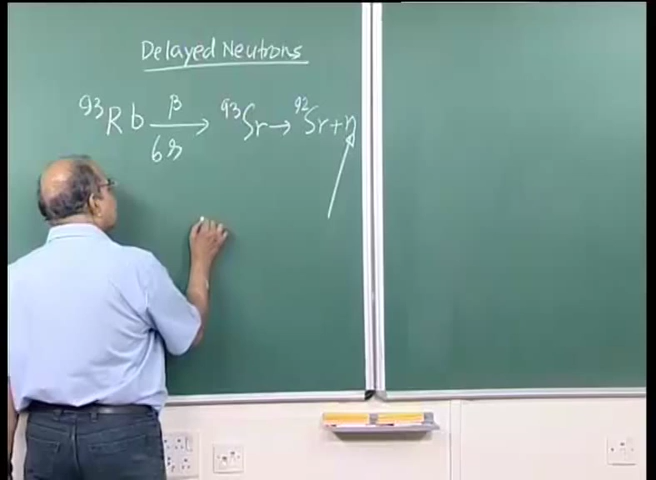 Delayed Neutrons
⁹³Rb —β→ ⁹³Sr → ⁹²Sr + n
6s